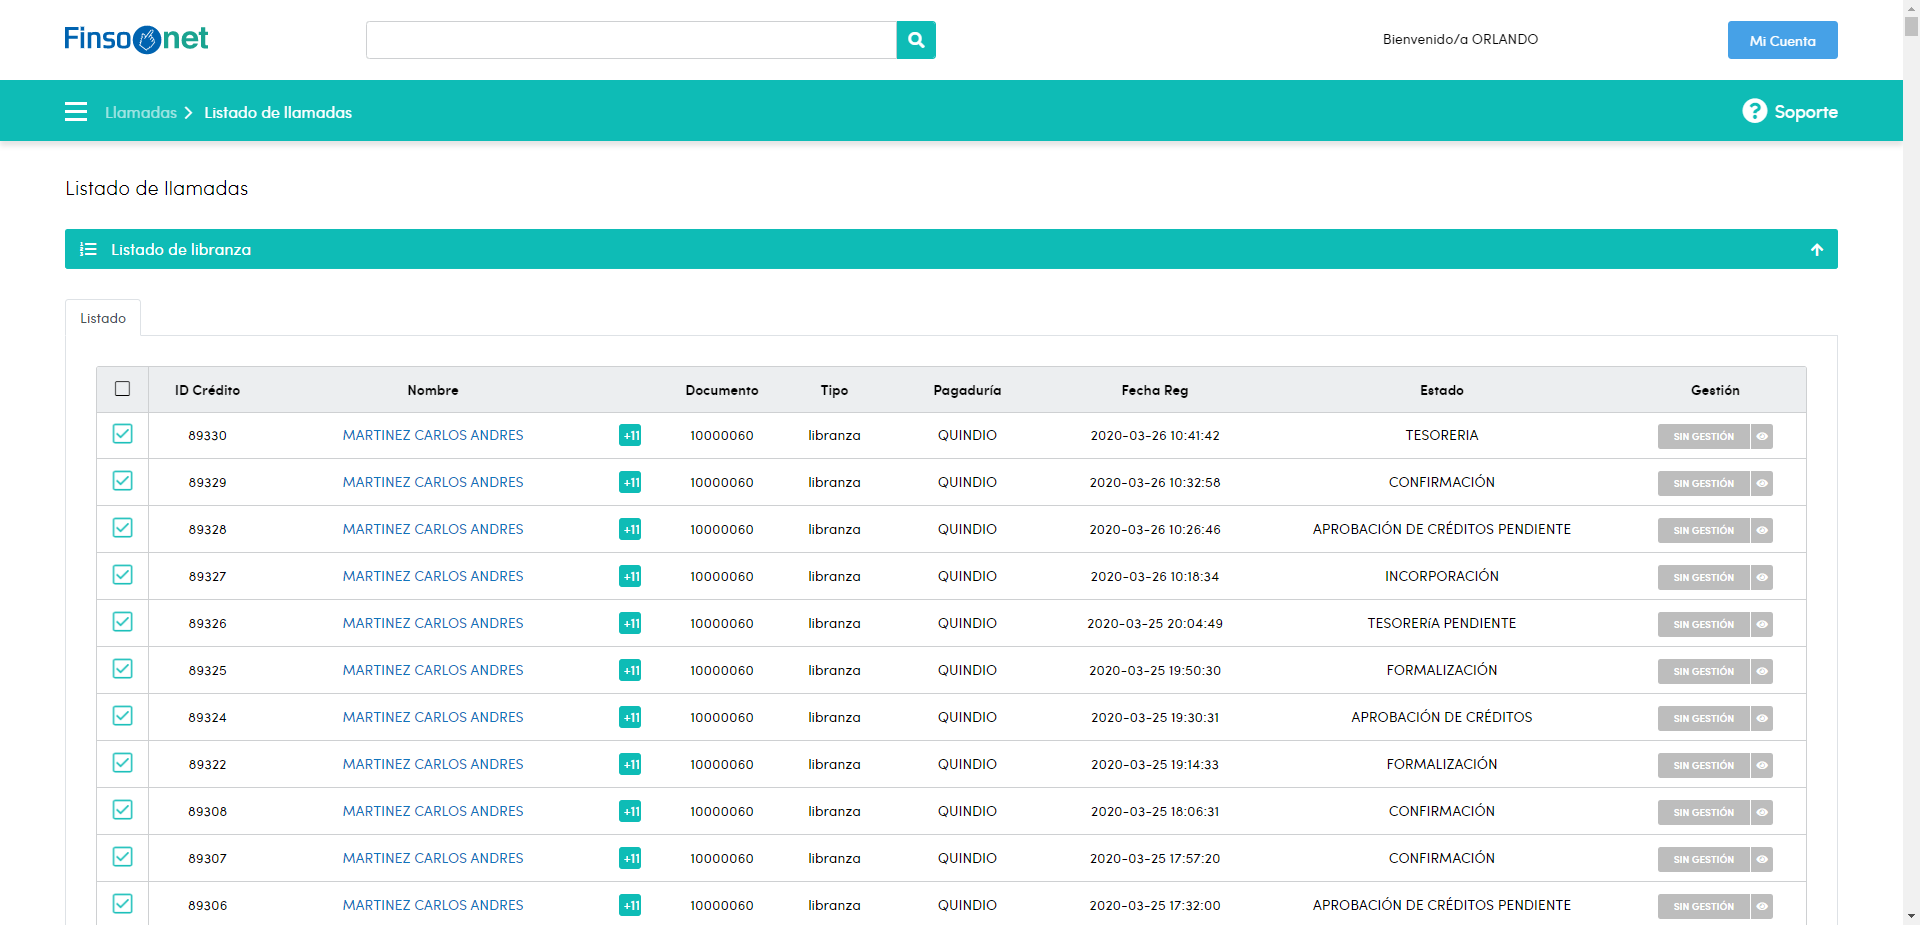 Finsonet
Bienvenido/a ORLANDO
Mi Cuenta
Llamadas Listado de llamadas
? Soporte
Listado de llamadas
Listado de libranza
Listado
ID Crédito Nombre Documento Tipo Pagaduría Fecha Reg Estado Gestión
89330 MARTINEZ CARLOS ANDRES +11 10000060 libranza QUINDIO 2020-03-26 10:41:42 TESORERIA SIN GESTIÓN
89329 MARTINEZ CARLOS ANDRES +11 10000060 libranza QUINDIO 2020-03-26 10:32:58 CONFIRMACIÓN SIN GESTIÓN
89328 MARTINEZ CARLOS ANDRES +11 10000060 libranza QUINDIO 2020-03-26 10:26:46 APROBACIÓN DE CRÉDITOS PENDIENTE SIN GESTIÓN
89327 MARTINEZ CARLOS ANDRES +11 10000060 libranza QUINDIO 2020-03-26 10:18:34 INCORPORACIÓN SIN GESTIÓN
89326 MARTINEZ CARLOS ANDRES +11 10000060 libranza QUINDIO 2020-03-25 20:04:49 TESORERíA PENDIENTE SIN GESTIÓN
89325 MARTINEZ CARLOS ANDRES +11 10000060 libranza QUINDIO 2020-03-25 19:50:30 FORMALIZACIÓN SIN GESTIÓN
89324 MARTINEZ CARLOS ANDRES +11 10000060 libranza QUINDIO 2020-03-25 19:30:31 APROBACIÓN DE CRÉDITOS SIN GESTIÓN
89322 MARTINEZ CARLOS ANDRES +11 10000060 libranza QUINDIO 2020-03-25 19:14:33 FORMALIZACIÓN SIN GESTIÓN
89308 MARTINEZ CARLOS ANDRES +11 10000060 libranza QUINDIO 2020-03-25 18:06:31 CONFIRMACIÓN SIN GESTIÓN
89307 MARTINEZ CARLOS ANDRES +11 10000060 libranza QUINDIO 2020-03-25 17:57:20 CONFIRMACIÓN SIN GESTIÓN
89306 MARTINEZ CARLOS ANDRES +11 10000060 libranza QUINDIO 2020-03-25 17:32:00 APROBACIÓN DE CRÉDITOS PENDIENTE SIN GESTIÓN